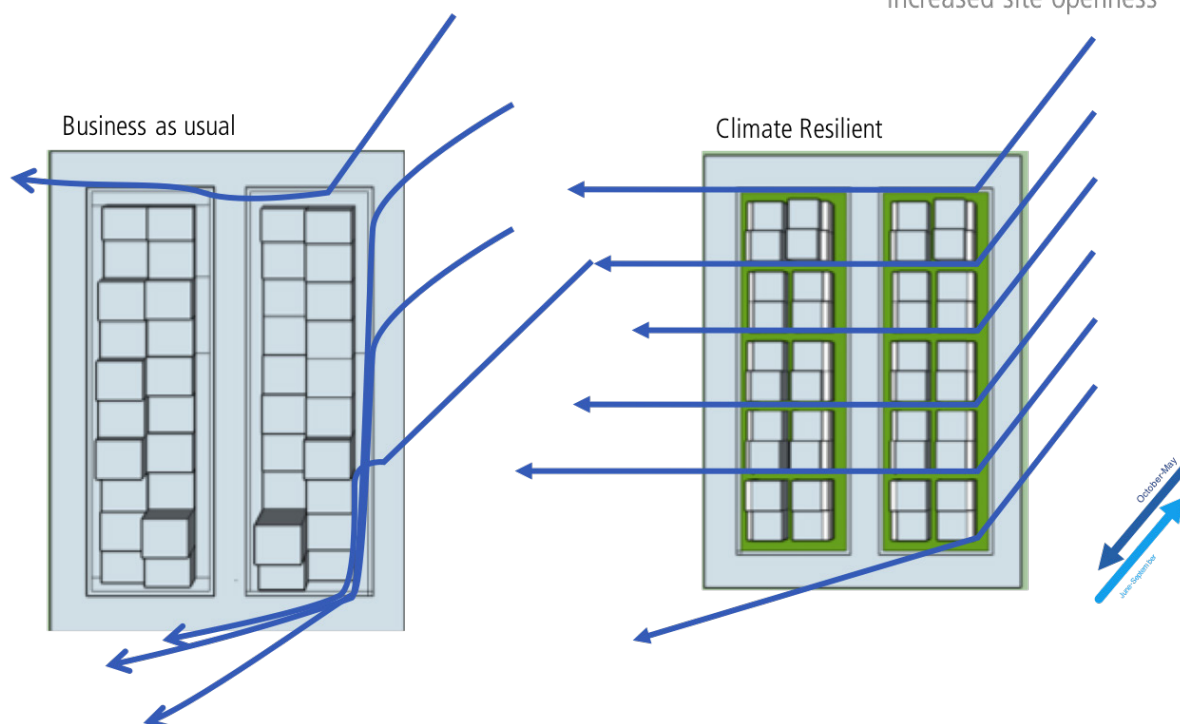 Increased site openness
Business as usual
Climate Resilient
October-May
June-September